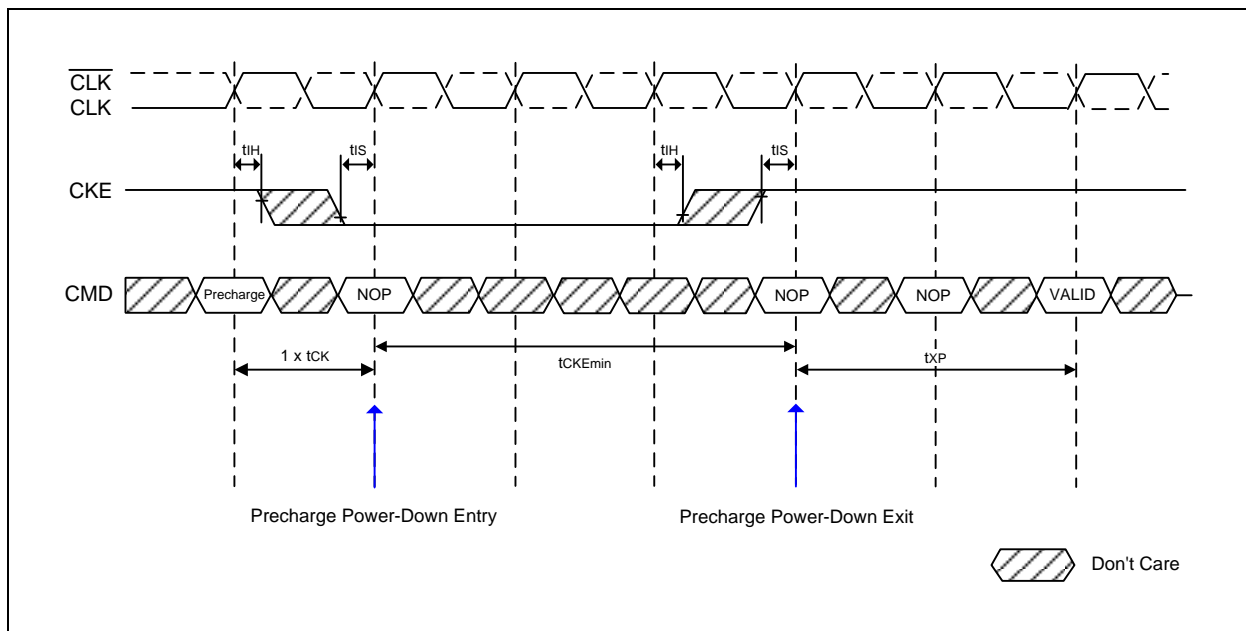 CLK
CLK
tIH
tIS
tIH
tIS
CKE
CMD
Precharge
NOP
NOP
NOP
VALID
1 x tCK
tCKEmin
tXP
Precharge Power-Down Entry
Precharge Power-Down Exit
Don't Care